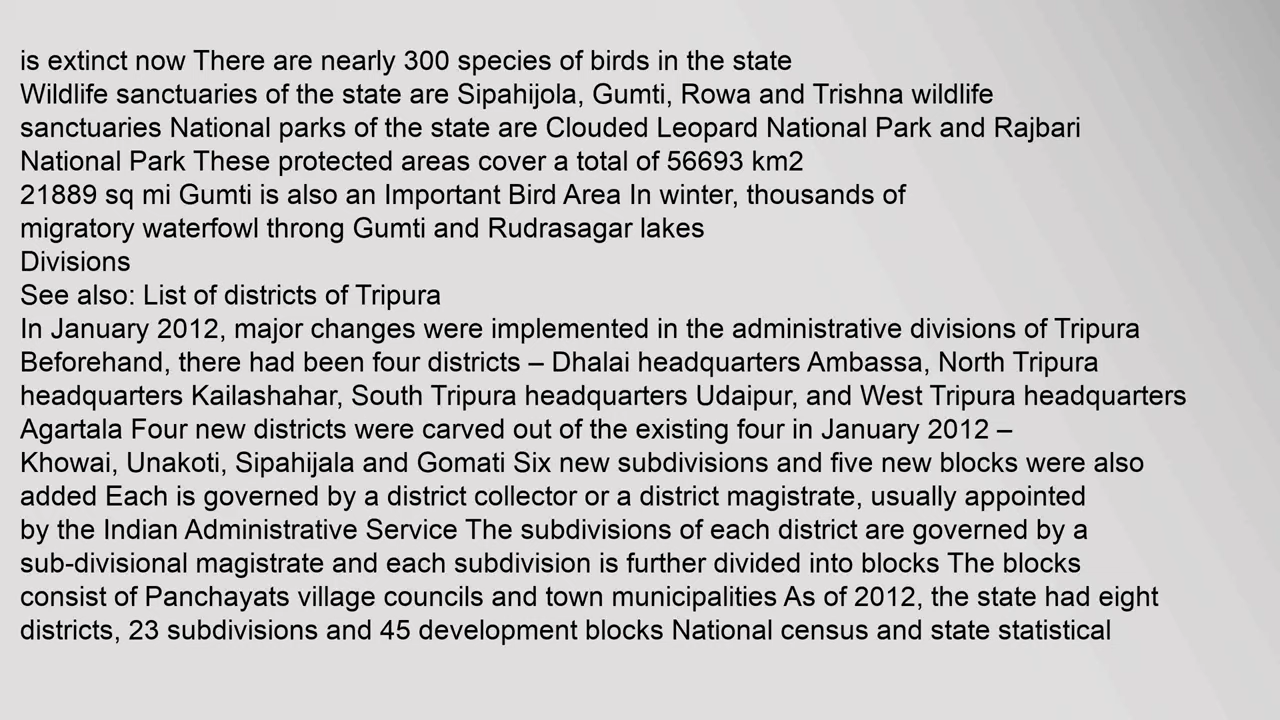 is extinct now There are nearly 300 species of birds in the state
Wildlife sanctuaries of the state are Sipahijola, Gumti, Rowa and Trishna wildlife
sanctuaries National parks of the state are Clouded Leopard National Park and Rajbari
National Park These protected areas cover a total of 56693 km2
21889 sq mi Gumti is also an Important Bird Area In winter, thousands of
migratory waterfowl throng Gumti and Rudrasagar lakes
Divisions
See also: List of districts of Tripura
In January 2012, major changes were implemented in the administrative divisions of Tripura
Beforehand, there had been four districts – Dhalai headquarters Ambassa, North Tripura
headquarters Kailashahar, South Tripura headquarters Udaipur, and West Tripura headquarters
Agartala Four new districts were carved out of the existing four in January 2012 –
Khowai, Unakoti, Sipahijala and Gomati Six new subdivisions and five new blocks were also
added Each is governed by a district collector or a district magistrate, usually appointed
by the Indian Administrative Service The subdivisions of each district are governed by a
sub-divisional magistrate and each subdivision is further divided into blocks The blocks
consist of Panchayats village councils and town municipalities As of 2012, the state had eight
districts, 23 subdivisions and 45 development blocks National census and state statistical